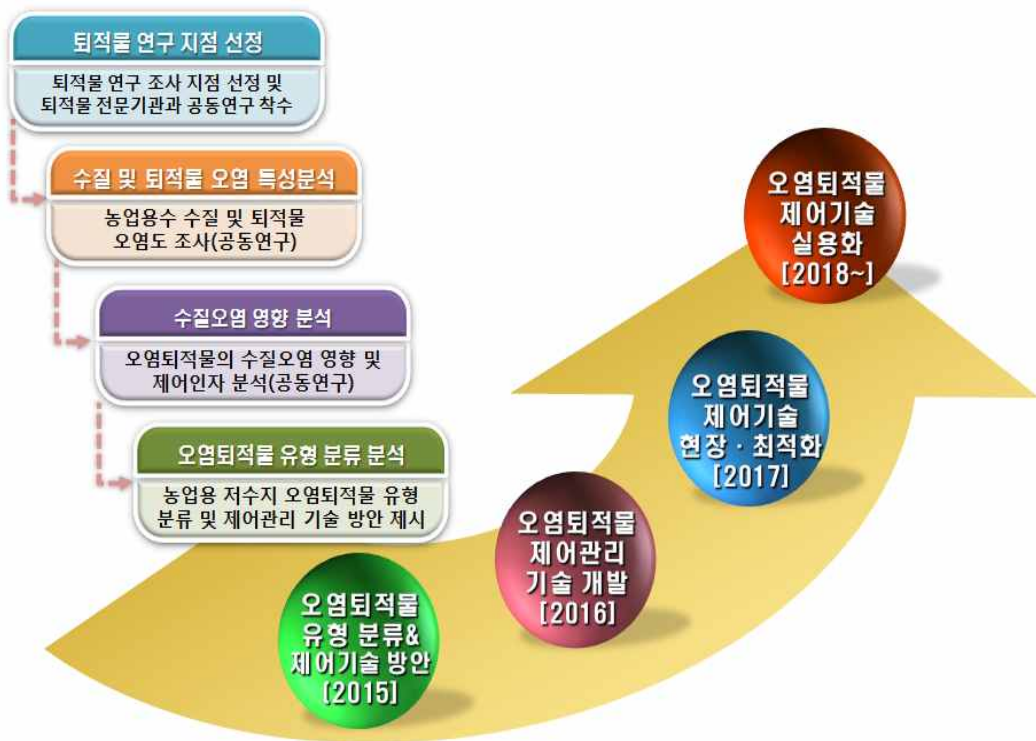 퇴적물 연구 지점 선정
퇴적물 연구 조사 지점 선정 및
퇴적물 전문기관과 공동연구 착수
수질 및 퇴적물 오염 특성분석
농업용수 수질 및 퇴적물
오염도 조사(공동연구)
수질오염 영향 분석
오염퇴적물의 수질오염 영향 및
제어인자 분석(공동연구)
오염퇴적물 유형 분류 분석
농업용 저수지 오염퇴적물 유형
분류 및 제어관리 기술 방안 제시
오염퇴적물
유형 분류&
제어기술 방안
[2015]
오염퇴적물
제어관리
기술 개발
[2016]
오염퇴적물
제어기술
현장 · 최적화
[2017]
오염퇴적물
제어기술
실용화
[2018~]